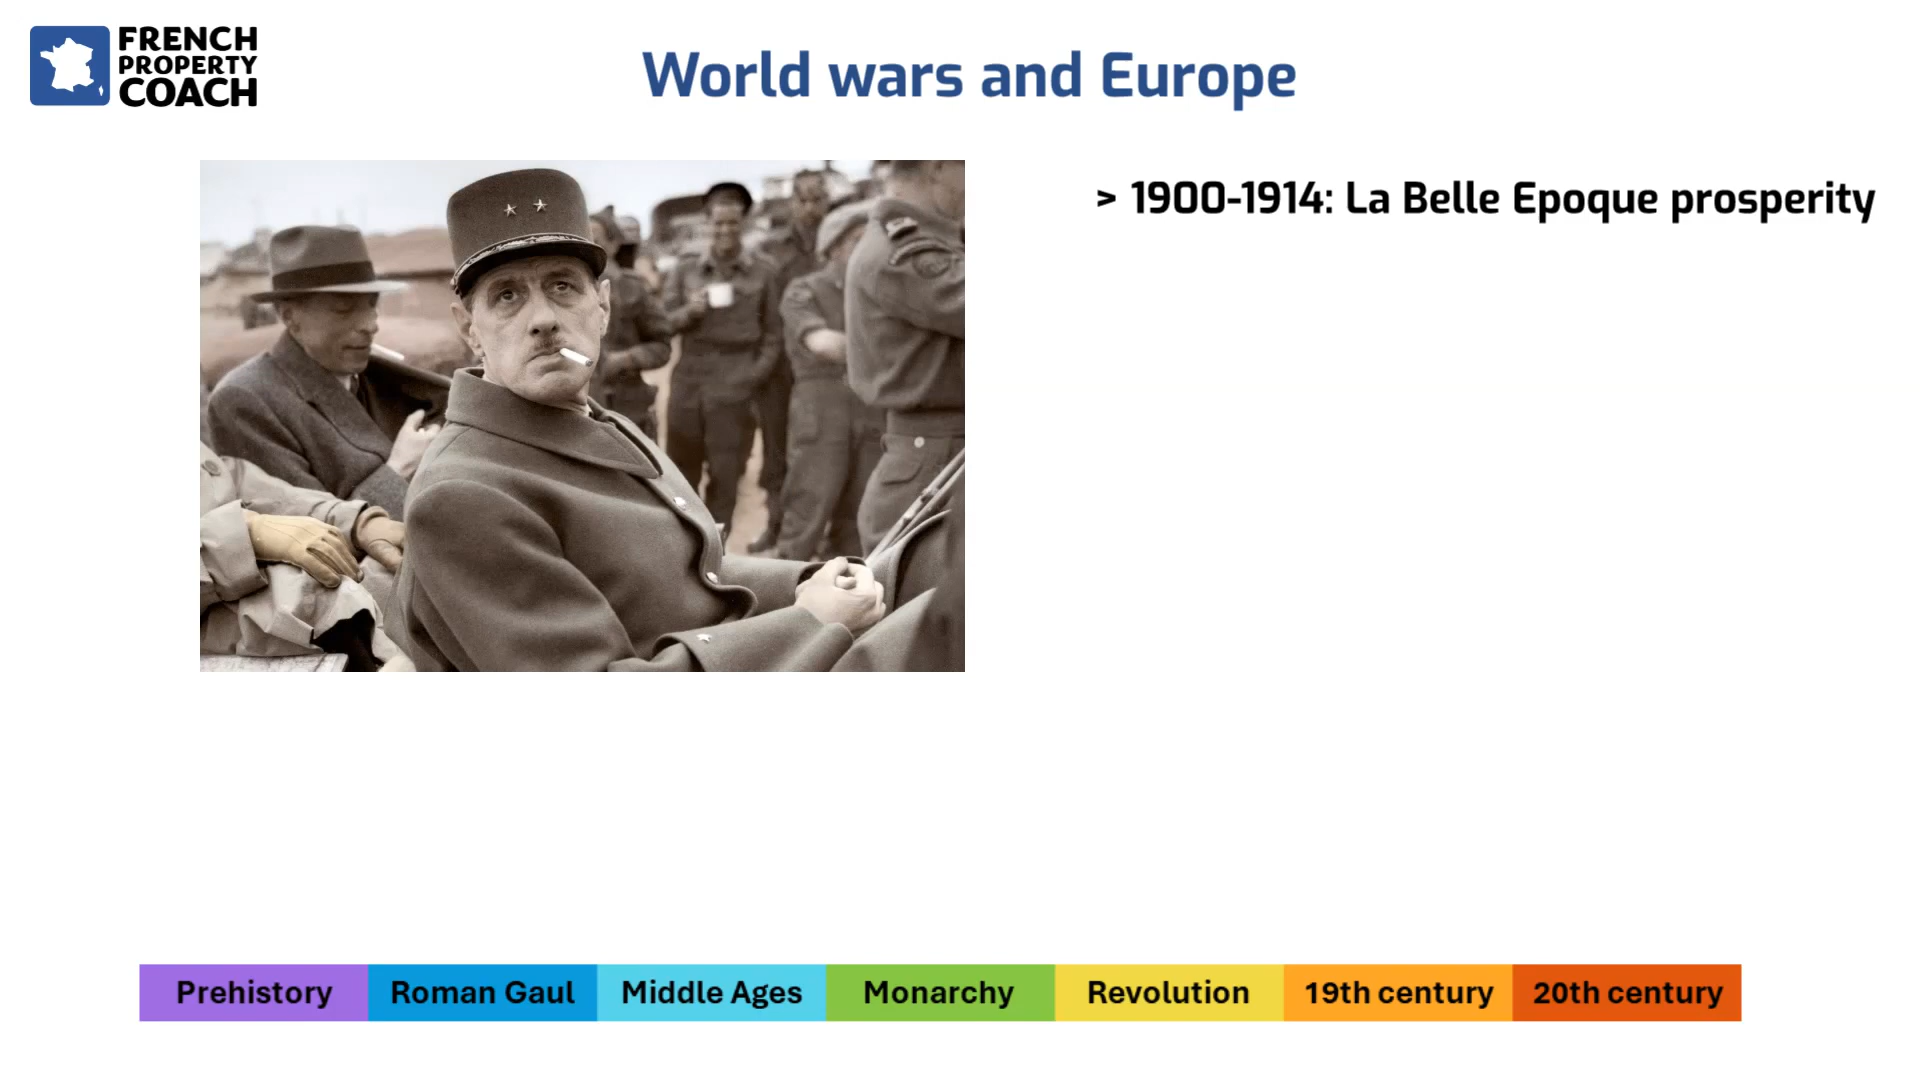 FRENCH
PROPERTY
COACH
World wars and Europe
> 1900-1914: La Belle Epoque prosperity
Prehistory
Roman Gaul
Middle Ages
Monarchy
Revolution
19th century
20th century